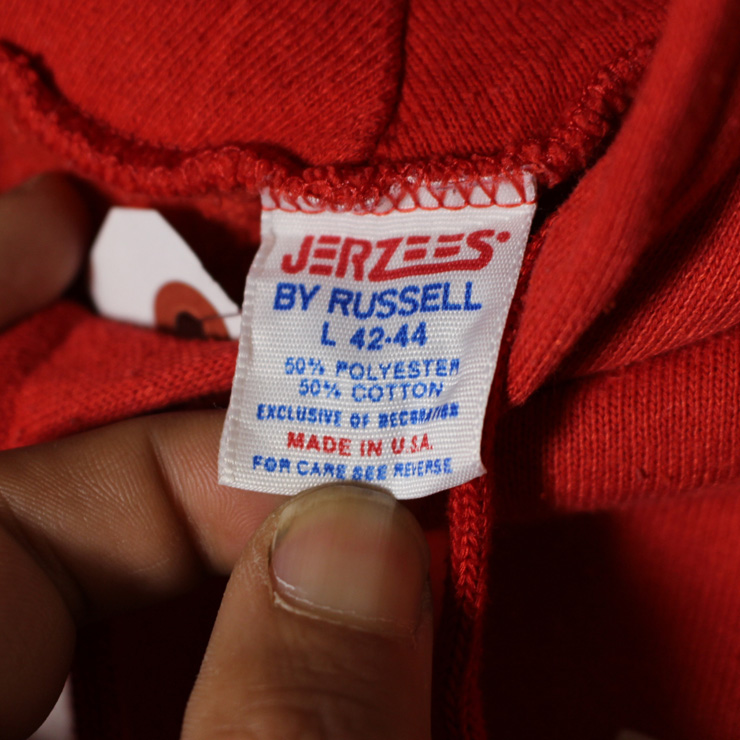 JERZEES
BY RUSSELL
L 42-44
50% POLYESTER
50% COTTON
EXCLUSIVE OF DECORATION
MADE IN U.S.A.
FOR CARE SEE REVERSE